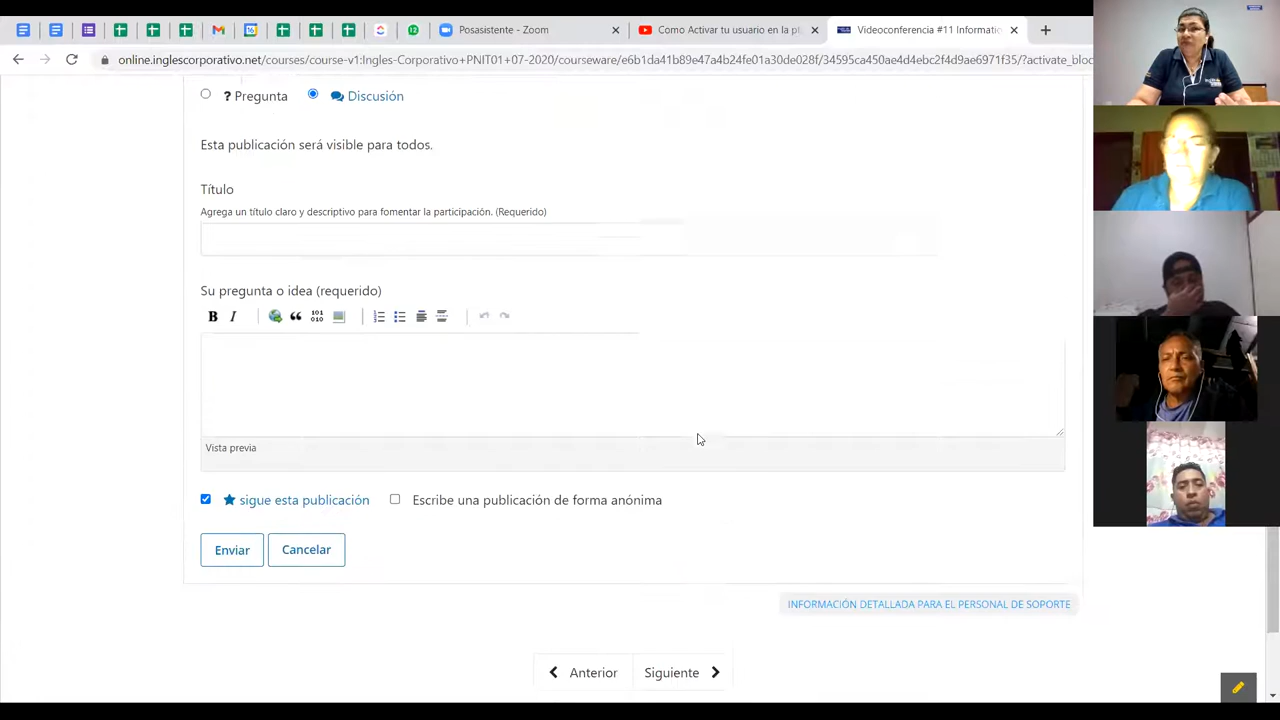 Posadelante - Zoom
Como Activar tu usuario en la pl
Videoconferencia #11 Informatio
online.inglescorporativo.net/courses/course-v1:Ingles-Corporativo+PNIT01+07-2020/courseware/e6b1da41b89e47a4b24fe01a30de028f/34595ca450ae4d4ebc2f4d9ae6971f35/?activate_bloc
? Pregunta Discusión
Esta publicación será visible para todos.
Título
Agrega un título claro y descriptivo para fomentar la participación. (Requerido)
Su pregunta o idea (requerido)
B I
Vista previa
sigue esta publicación Escribe una publicación de forma anónima
Enviar Cancelar
INFORMACIÓN DETALLADA PARA EL PERSONAL DE SOPORTE
Anterior Siguiente